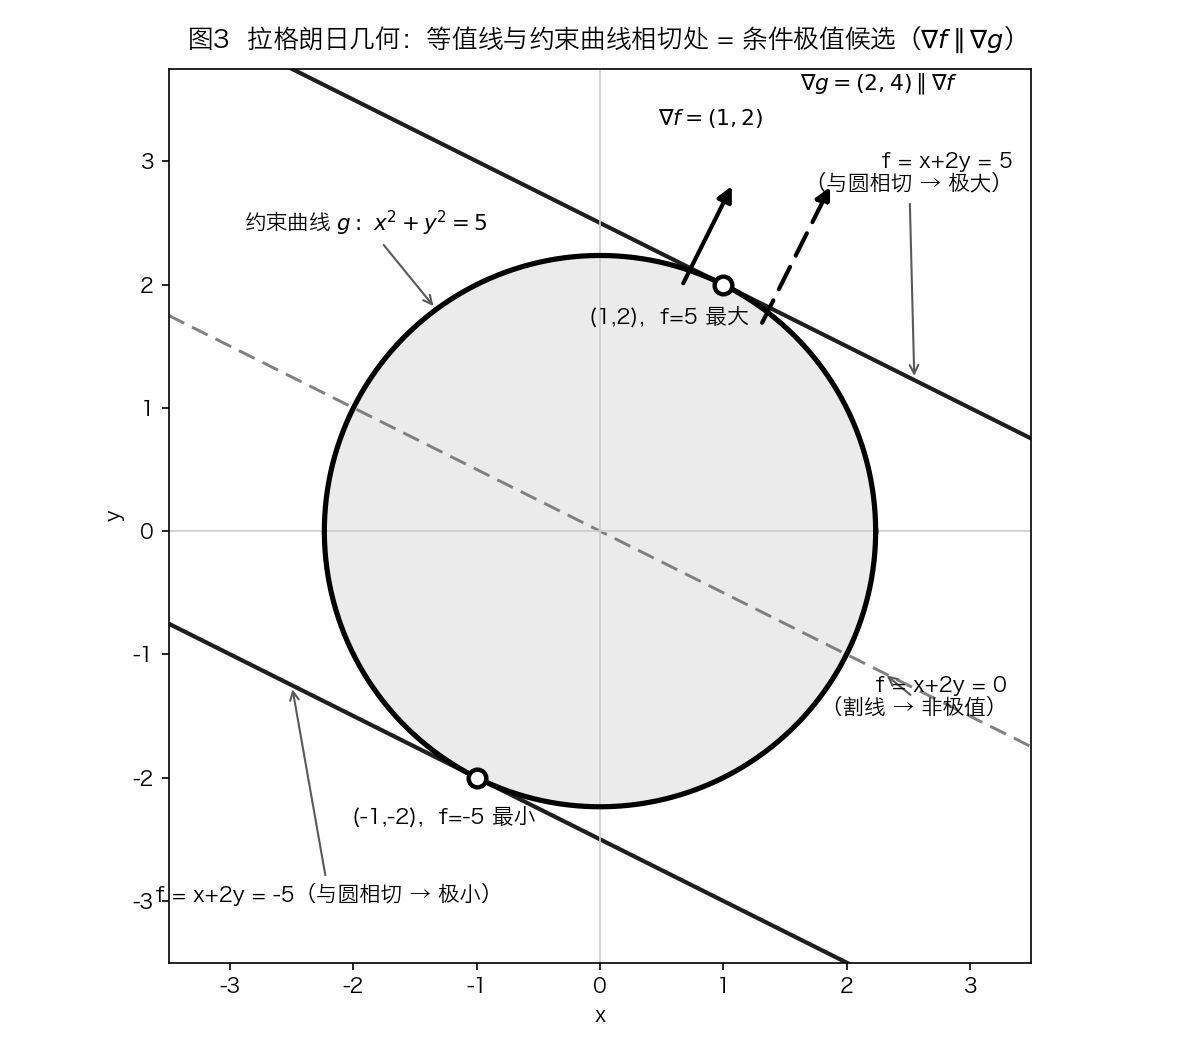 图3 拉格朗日几何：等值线与约束曲线相切处 = 条件极值候选（∇f ∥ ∇g）
∇g = (2, 4) ∥ ∇f
∇f = (1, 2)
f = x+2y = 5
（与圆相切 → 极大）
约束曲线 g: x² + y² = 5
(1,2)，f=5 最大
f = x+2y = 0
（割线 → 非极值）
(-1,-2)，f=-5 最小
f = x+2y = -5（与圆相切 → 极小）
y
3
2
1
0
-1
-2
-3
-3 -2 -1 0 1 2 3
x